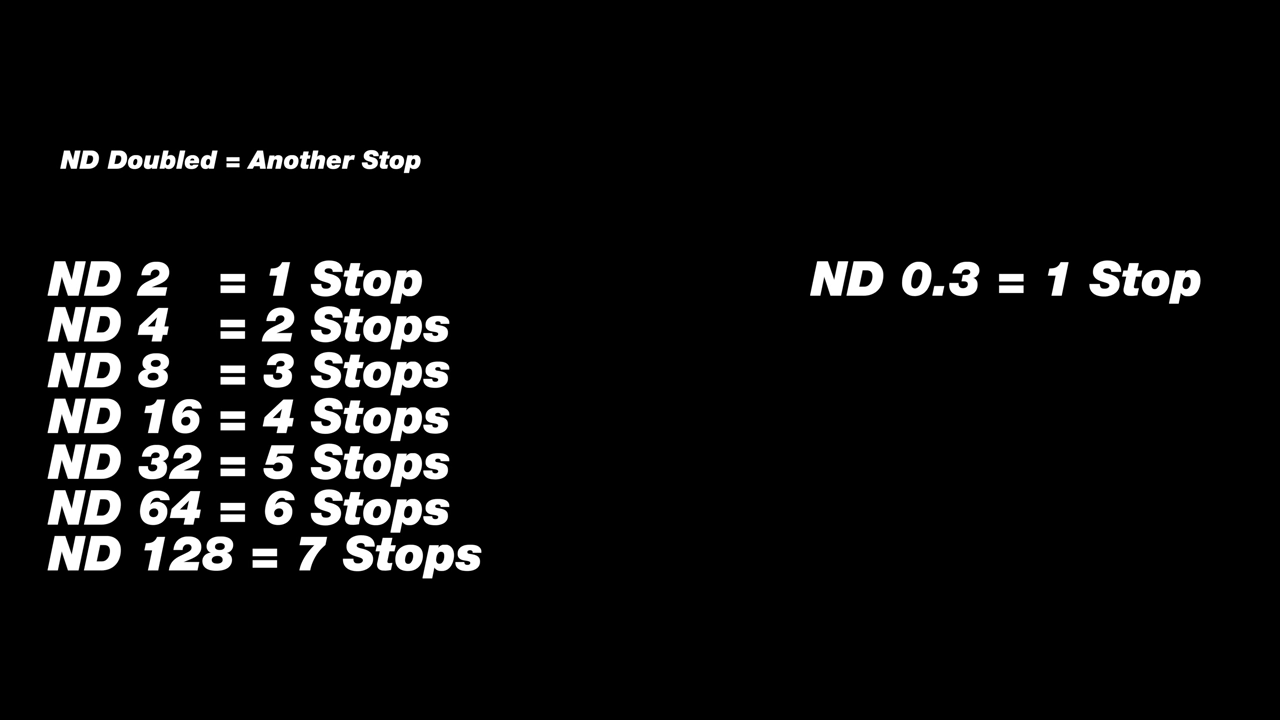 ND Doubled = Another Stop
ND 2 = 1 Stop
ND 4 = 2 Stops
ND 8 = 3 Stops
ND 16 = 4 Stops
ND 32 = 5 Stops
ND 64 = 6 Stops
ND 128 = 7 Stops
ND 0.3 = 1 Stop